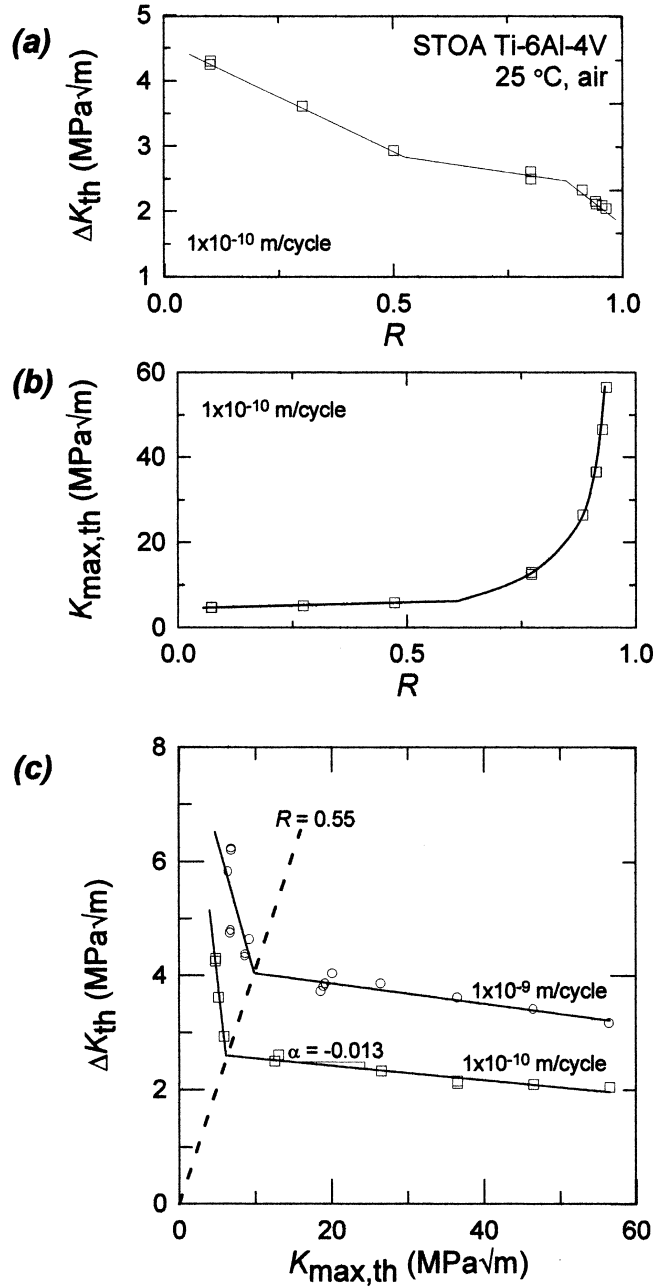 (a)
5
4
3
2
1
ΔKth (MPa√m)
STOA Ti-6Al-4V
25 °C, air
1x10-10 m/cycle
0.0
0.5
1.0
R
(b)
60
40
20
0
Kmax,th (MPa√m)
1x10-10 m/cycle
0.0
0.5
1.0
R
(c)
8
6
4
2
0
ΔKth (MPa√m)
R = 0.55
1x10-9 m/cycle
α = -0.013
1x10-10 m/cycle
0
20
40
60
Kmax,th (MPa√m)